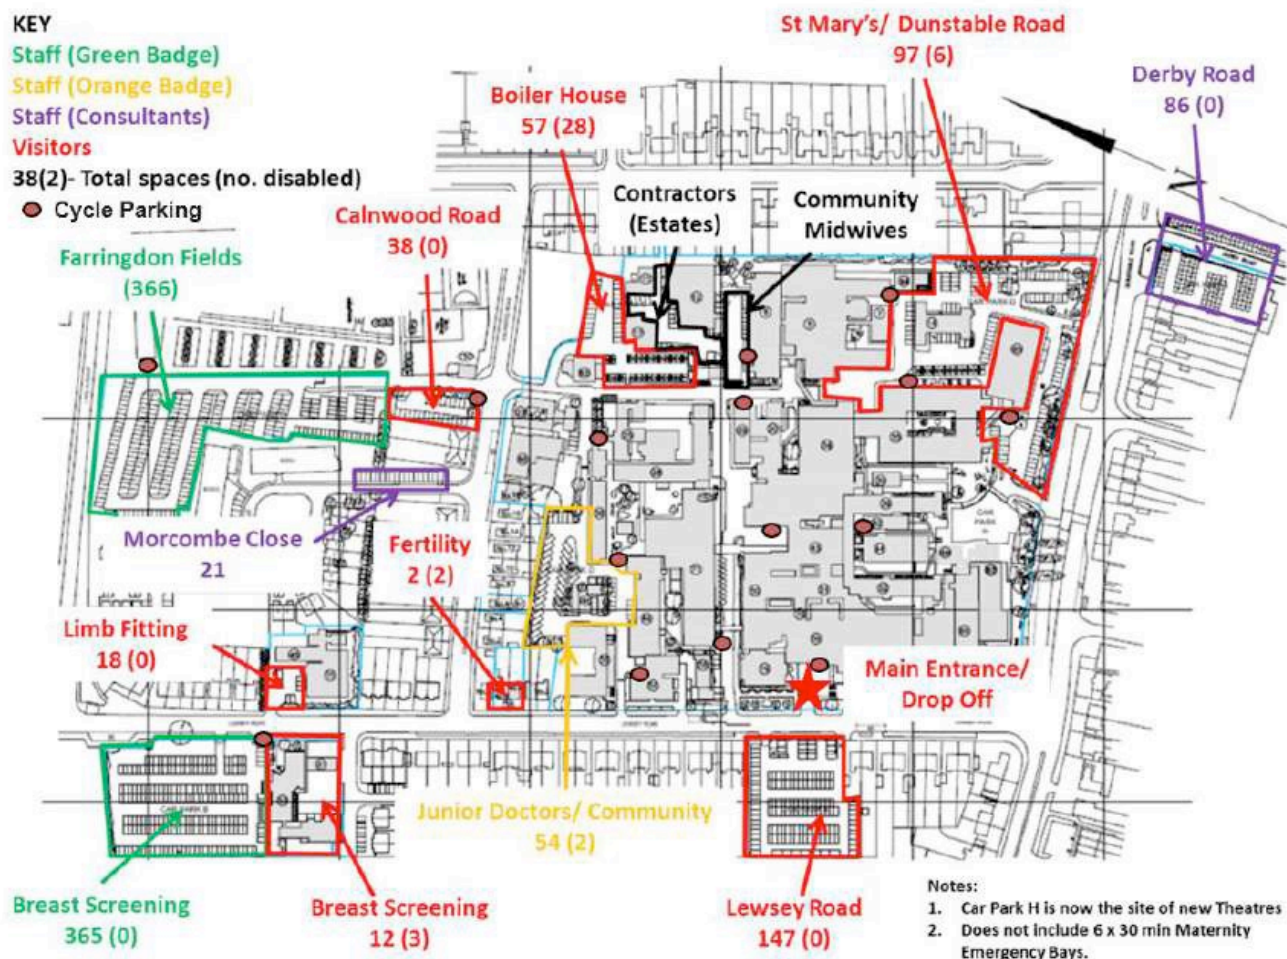 KEY
Staff (Green Badge)
Staff (Orange Badge)
Staff (Consultants)
Visitors
38(2)- Total spaces (no. disabled)
Cycle Parking
St Mary's/ Dunstable Road
97 (6)
Derby Road
86 (0)
Boiler House
57 (28)
Contractors
(Estates)
Community
Midwives
Calnwood Road
38 (0)
Farringdon Fields
(366)
Morcombe Close
21
Fertility
2 (2)
Limb Fitting
18 (0)
Main Entrance/
Drop Off
CAR
PARK
CAR PARK B
Junior Doctors/ Community
54 (2)
Breast Screening
365 (0)
Breast Screening
12 (3)
Lewsey Road
147 (0)
Notes:
1. Car Park H is now the site of new Theatres
2. Does not include 6 x 30 min Maternity
Emergency Bays.